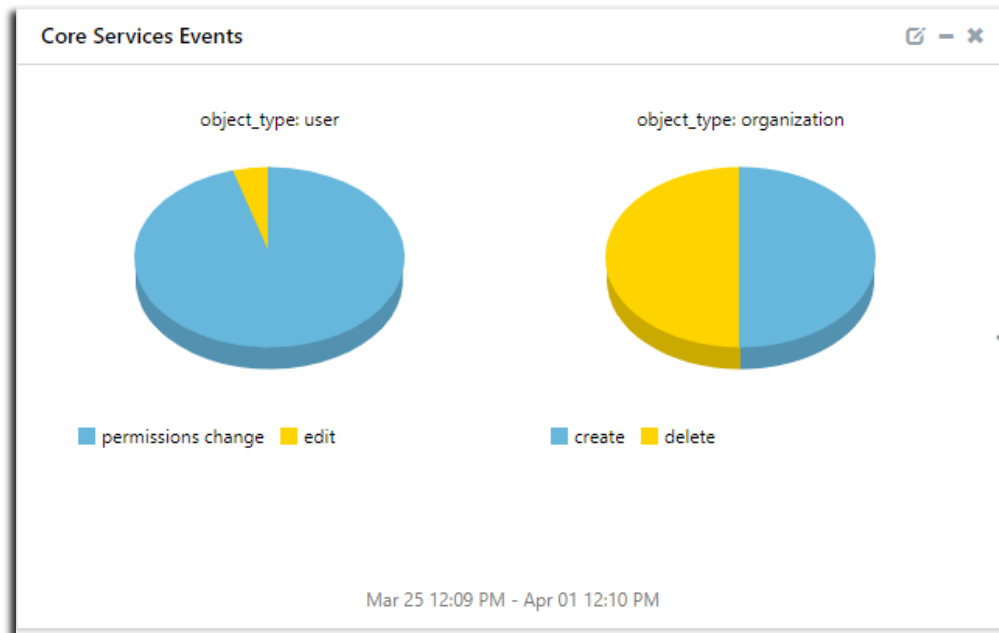 Core Services Events
object_type: user
object_type: organization
permissions change edit
create delete
Mar 25 12:09 PM - Apr 01 12:10 PM